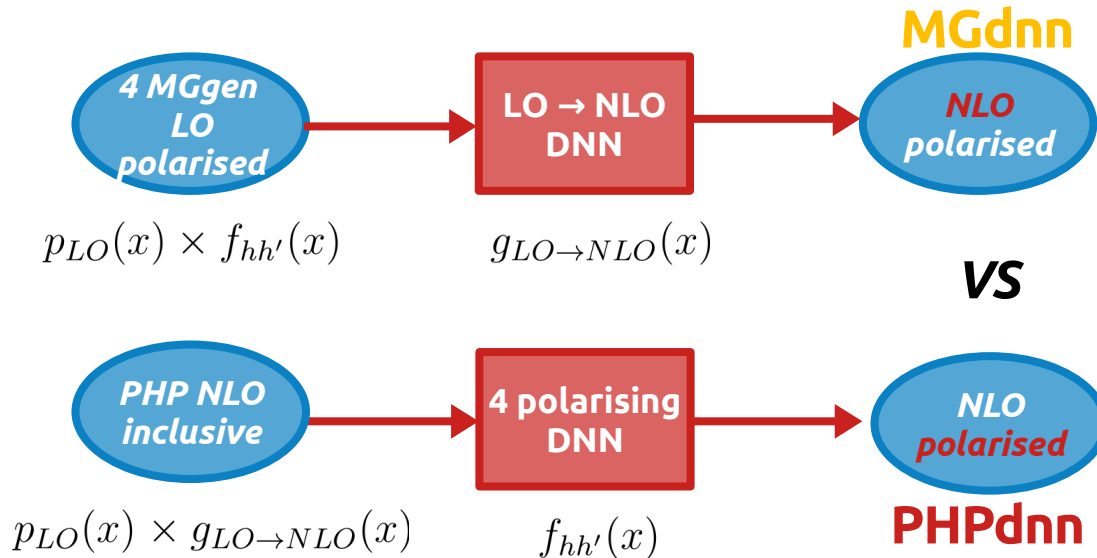 MGdnn
4 MGgen
LO
polarised
LO → NLO
DNN
NLO
polarised
p_{LO}(x) × f_{hh'}(x)
g_{LO→NLO}(x)
VS
PHP NLO
inclusive
4 polarising
DNN
NLO
polarised
p_{LO}(x) × g_{LO→NLO}(x)
f_{hh'}(x)
PHPdnn